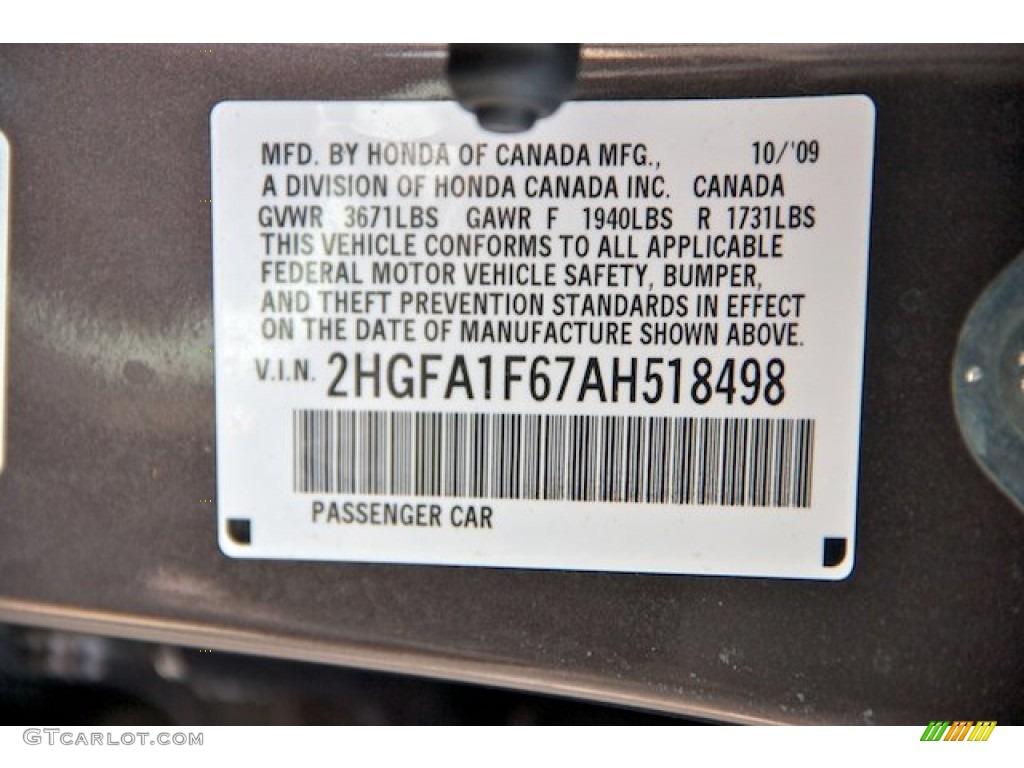 MFD. BY HONDA OF CANADA MFG., 10/'09
A DIVISION OF HONDA CANADA INC. CANADA
GVWR 3671LBS GAWR F 1940LBS R 1731LBS
THIS VEHICLE CONFORMS TO ALL APPLICABLE
FEDERAL MOTOR VEHICLE SAFETY, BUMPER,
AND THEFT PREVENTION STANDARDS IN EFFECT
ON THE DATE OF MANUFACTURE SHOWN ABOVE.
V.I.N. 2HGFA1F67AH518498
PASSENGER CAR
GTCARLOT.COM